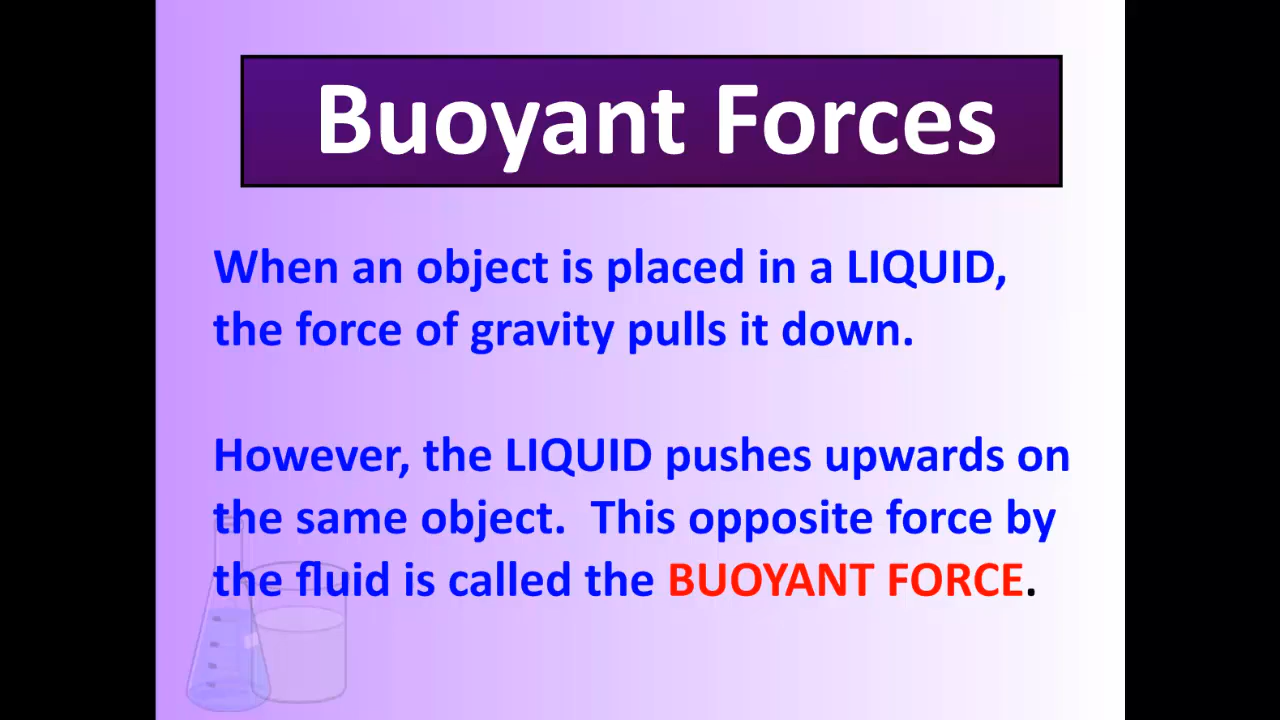 Buoyant Forces
When an object is placed in a LIQUID,
the force of gravity pulls it down.
However, the LIQUID pushes upwards on
the same object.  This opposite force by
the fluid is called the BUOYANT FORCE.